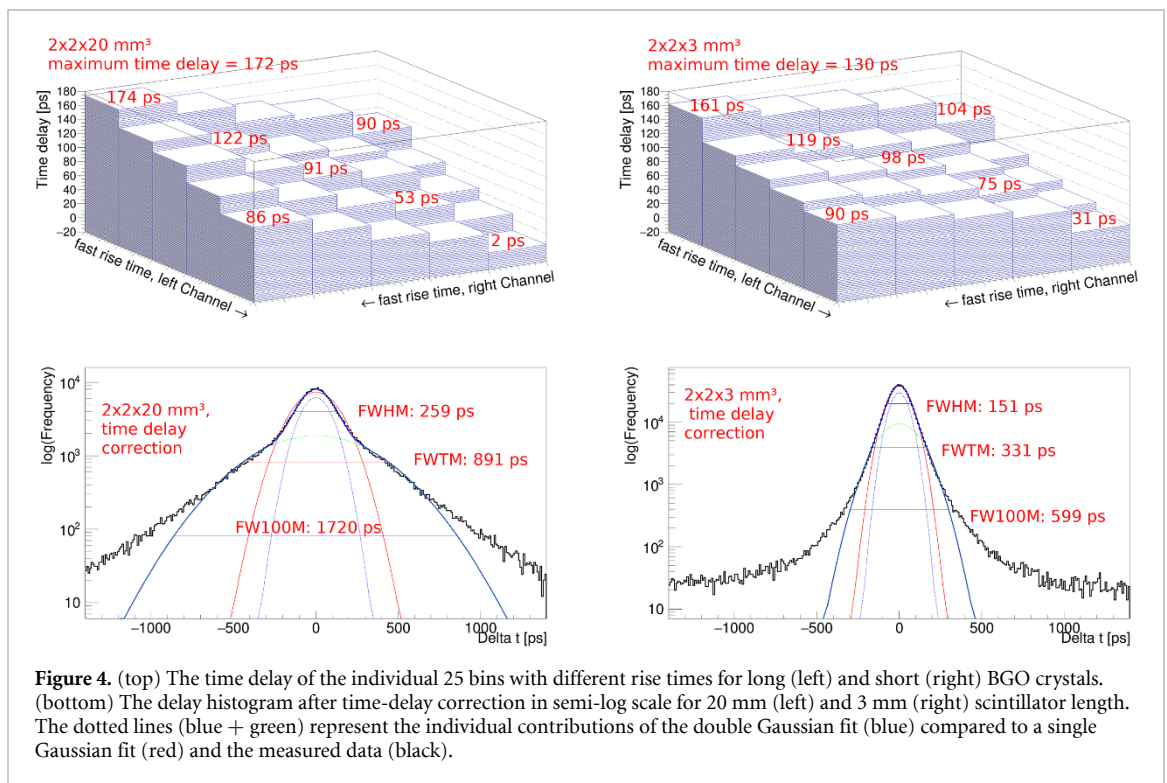 2x2x20 mm³
maximum time delay = 172 ps
Time delay [ps]
180
160
140
120
100
80
60
40
20
0
−20
174 ps
122 ps
90 ps
91 ps
86 ps
53 ps
2 ps
fast rise time, left Channel →
← fast rise time, right Channel
2x2x3 mm³
maximum time delay = 130 ps
Time delay [ps]
180
160
140
120
100
80
60
40
20
0
−20
161 ps
119 ps
104 ps
98 ps
75 ps
90 ps
31 ps
fast rise time, left Channel →
← fast rise time, right Channel
log(Frequency)
10⁴
10³
10²
10
2x2x20 mm³,
time delay
correction
FWHM: 259 ps
FWTM: 891 ps
FW100M: 1720 ps
−1000
−500
0
500
1000
Delta t [ps]
log(Frequency)
10⁴
10³
10²
10
2x2x3 mm³,
time delay
correction
FWHM: 151 ps
FWTM: 331 ps
FW100M: 599 ps
−1000
−500
0
500
1000
Delta t [ps]
Figure 4. (top) The time delay of the individual 25 bins with different rise times for long (left) and short (right) BGO crystals.
(bottom) The delay histogram after time-delay correction in semi-log scale for 20 mm (left) and 3 mm (right) scintillator length.
The dotted lines (blue + green) represent the individual contributions of the double Gaussian fit (blue) compared to a single
Gaussian fit (red) and the measured data (black).